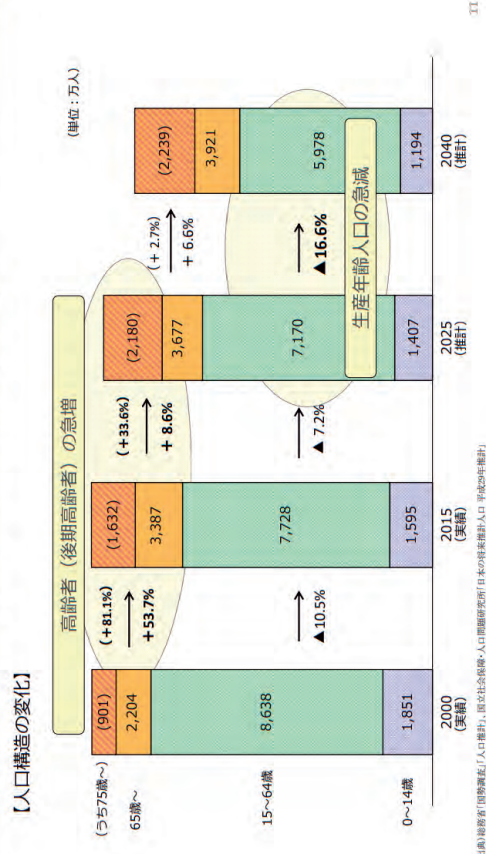 【人口構造の変化】
(単位：万人)
高齢者（後期高齢者）の急増
(うち75歳～)
65歳～
15～64歳
0～14歳
(901)
2,204
8,638
1,851
2000
(実績)
(+81.1%)
+53.7%
▲10.5%
(1,632)
3,387
7,728
1,595
2015
(実績)
(+33.6%)
+ 8.6%
▲ 7.2%
(2,180)
3,677
7,170
1,407
2025
(推計)
(+ 2.7%)
+ 6.6%
▲16.6%
生産年齢人口の急減
(2,239)
3,921
5,978
1,194
2040
(推計)
出典)総務省「国勢調査」「人口推計」、国立社会保障・人口問題研究所「日本の将来推計人口 平成29年推計」
11